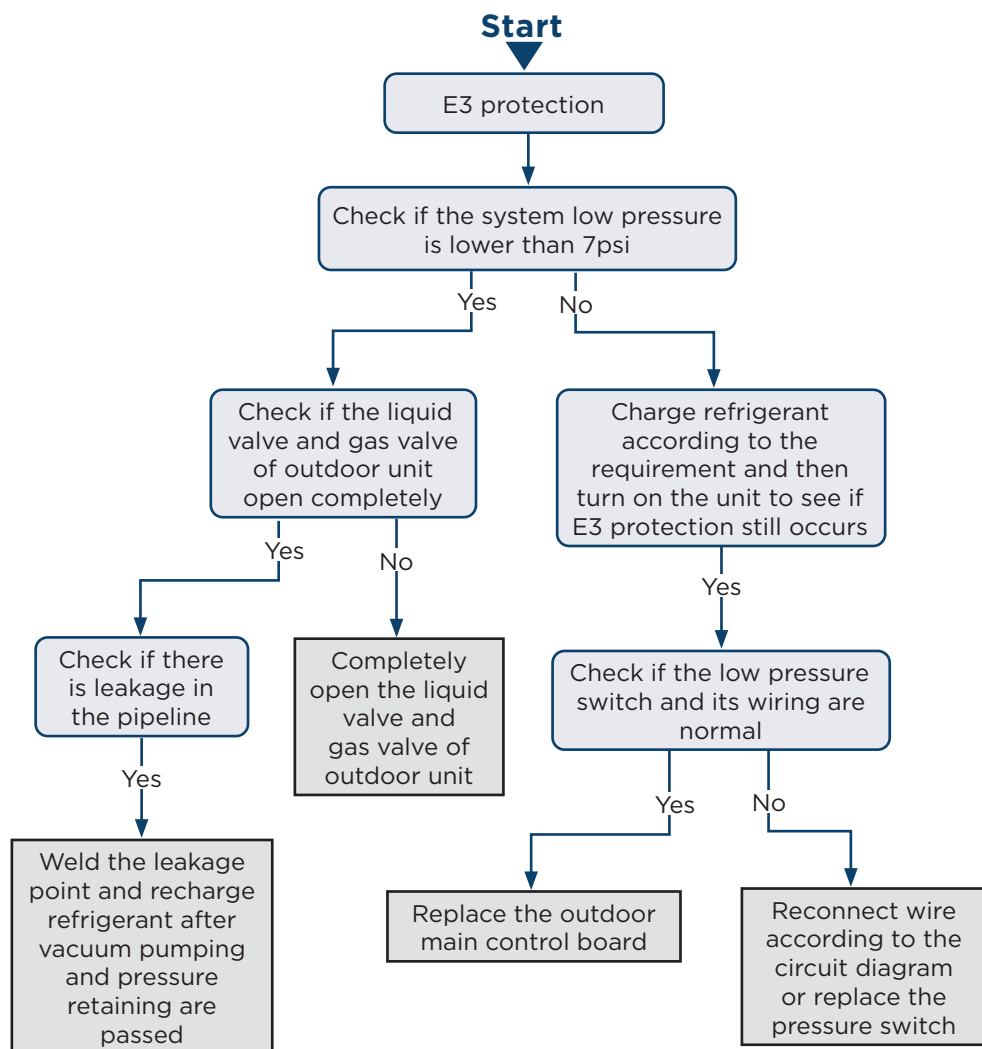 Start
E3 protection
Check if the system low pressure
is lower than 7psi
Yes
No
Check if the liquid
valve and gas valve
of outdoor unit
open completely
Charge refrigerant
according to the
requirement and then
turn on the unit to see if
E3 protection still occurs
Yes
No
Yes
Check if there
is leakage in
the pipeline
Completely
open the liquid
valve and
gas valve of
outdoor unit
Check if the low pressure
switch and its wiring are
normal
Yes
Yes
No
Weld the leakage
point and recharge
refrigerant after
vacuum pumping
and pressure
retaining are
passed
Replace the outdoor
main control board
Reconnect wire
according to the
circuit diagram
or replace the
pressure switch